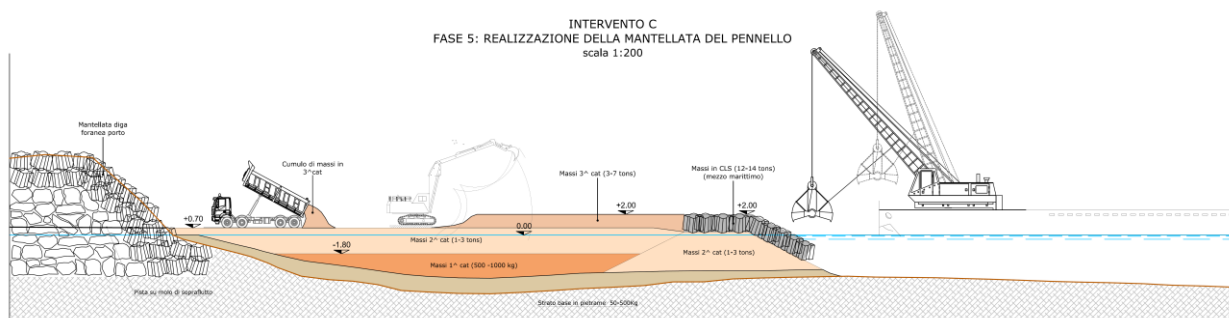 INTERVENTO C
FASE 5: REALIZZAZIONE DELLA MANTELLATA DEL PENNELLO
scala 1:200
Mantellata diga
foranea porto
Cumulo di massi in
3^cat
Massi 3^ cat (3-7 tons)
Massi in CLS (12-14 tons)
(mezzo marittimo)
+0.70
+2.00
+2.00
0.00
Massi 2^ cat (1-3 tons)
-1.80
Massi 1^ cat (500 -1000 kg)
Massi 2^ cat (1-3 tons)
Pista su molo di sopraflutto
Strato base in pietrame 50-500Kg